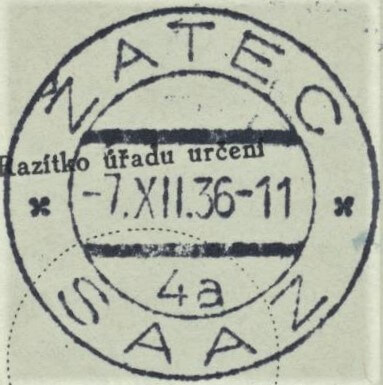 ŽATEC
Razítko úřadu určení
-7.XII.36-11
4a
SAAZ